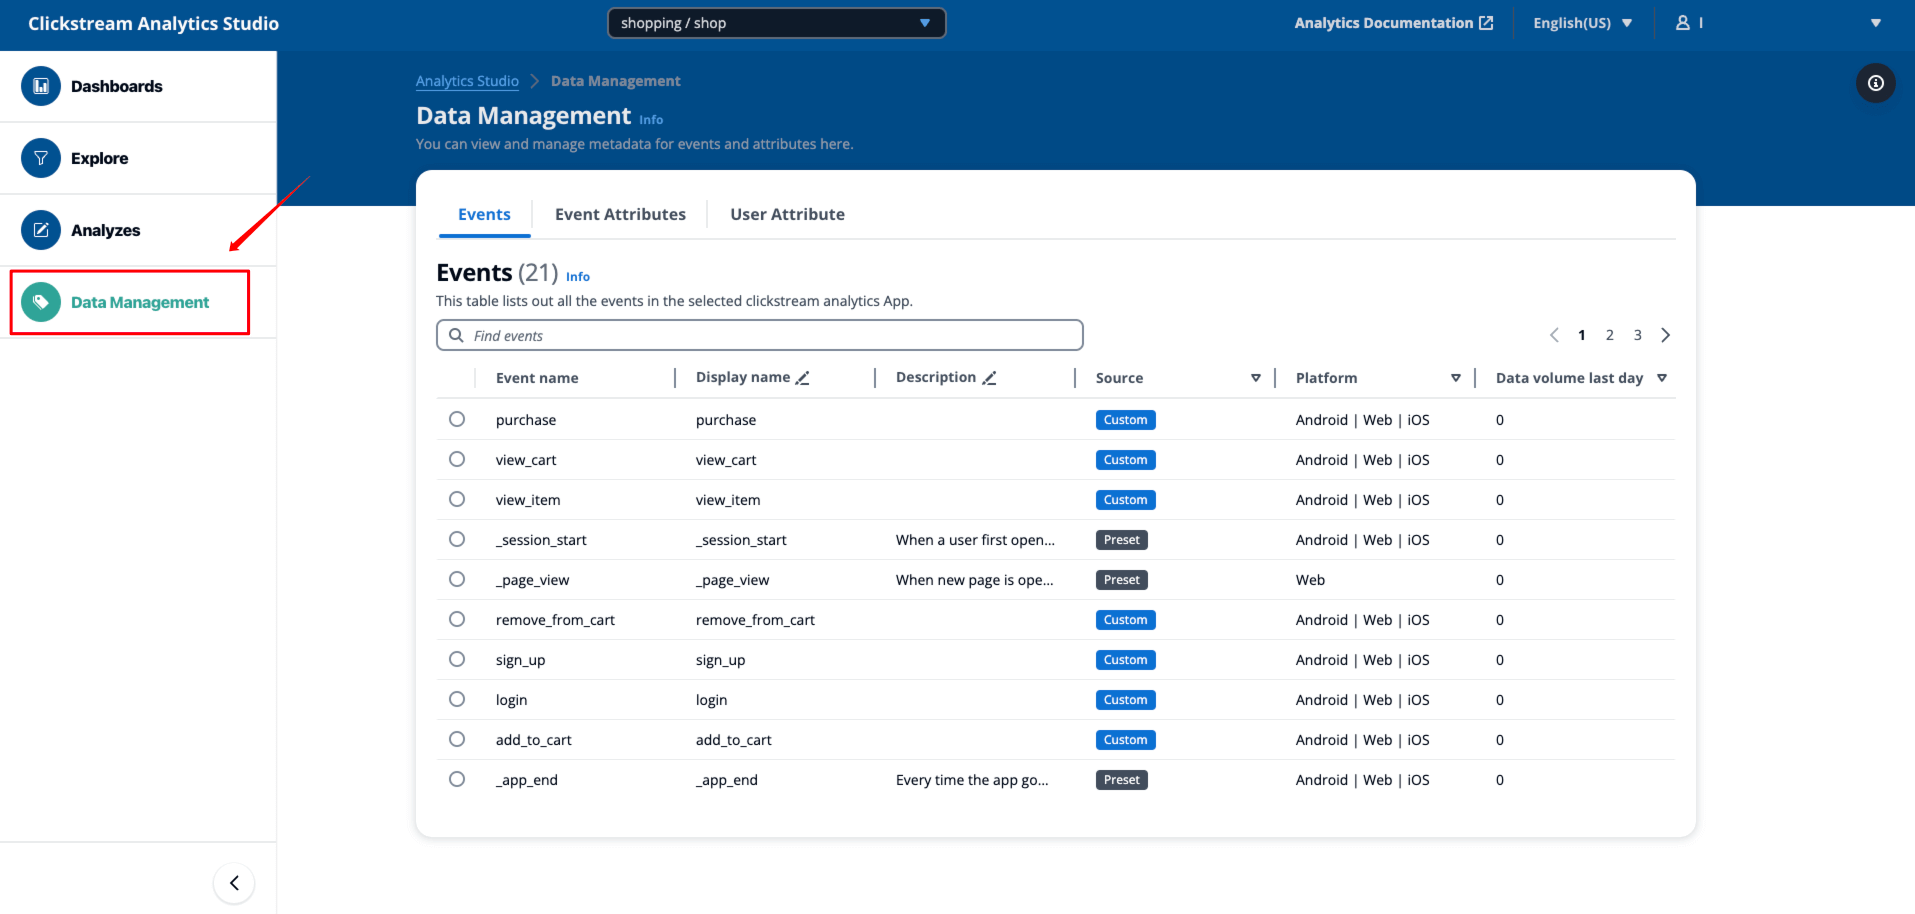 Clickstream Analytics Studio
shopping / shop
Analytics Documentation
English(US)
Dashboards
Explore
Analyzes
Data Management
Analytics Studio
Data Management
Data Management Info
You can view and manage metadata for events and attributes here.
Events Event Attributes User Attribute
Events (21) Info
This table lists out all the events in the selected clickstream analytics App.
Find events
1 2 3
Event name Display name Description Source Platform Data volume last day
purchase purchase Custom Android | Web | iOS 0
view_cart view_cart Custom Android | Web | iOS 0
view_item view_item Custom Android | Web | iOS 0
_session_start _session_start When a user first open... Preset Android | Web | iOS 0
_page_view _page_view When new page is ope... Preset Web 0
remove_from_cart remove_from_cart Custom Android | Web | iOS 0
sign_up sign_up Custom Android | Web | iOS 0
login login Custom Android | Web | iOS 0
add_to_cart add_to_cart Custom Android | Web | iOS 0
_app_end _app_end Every time the app go... Preset Android | Web | iOS 0